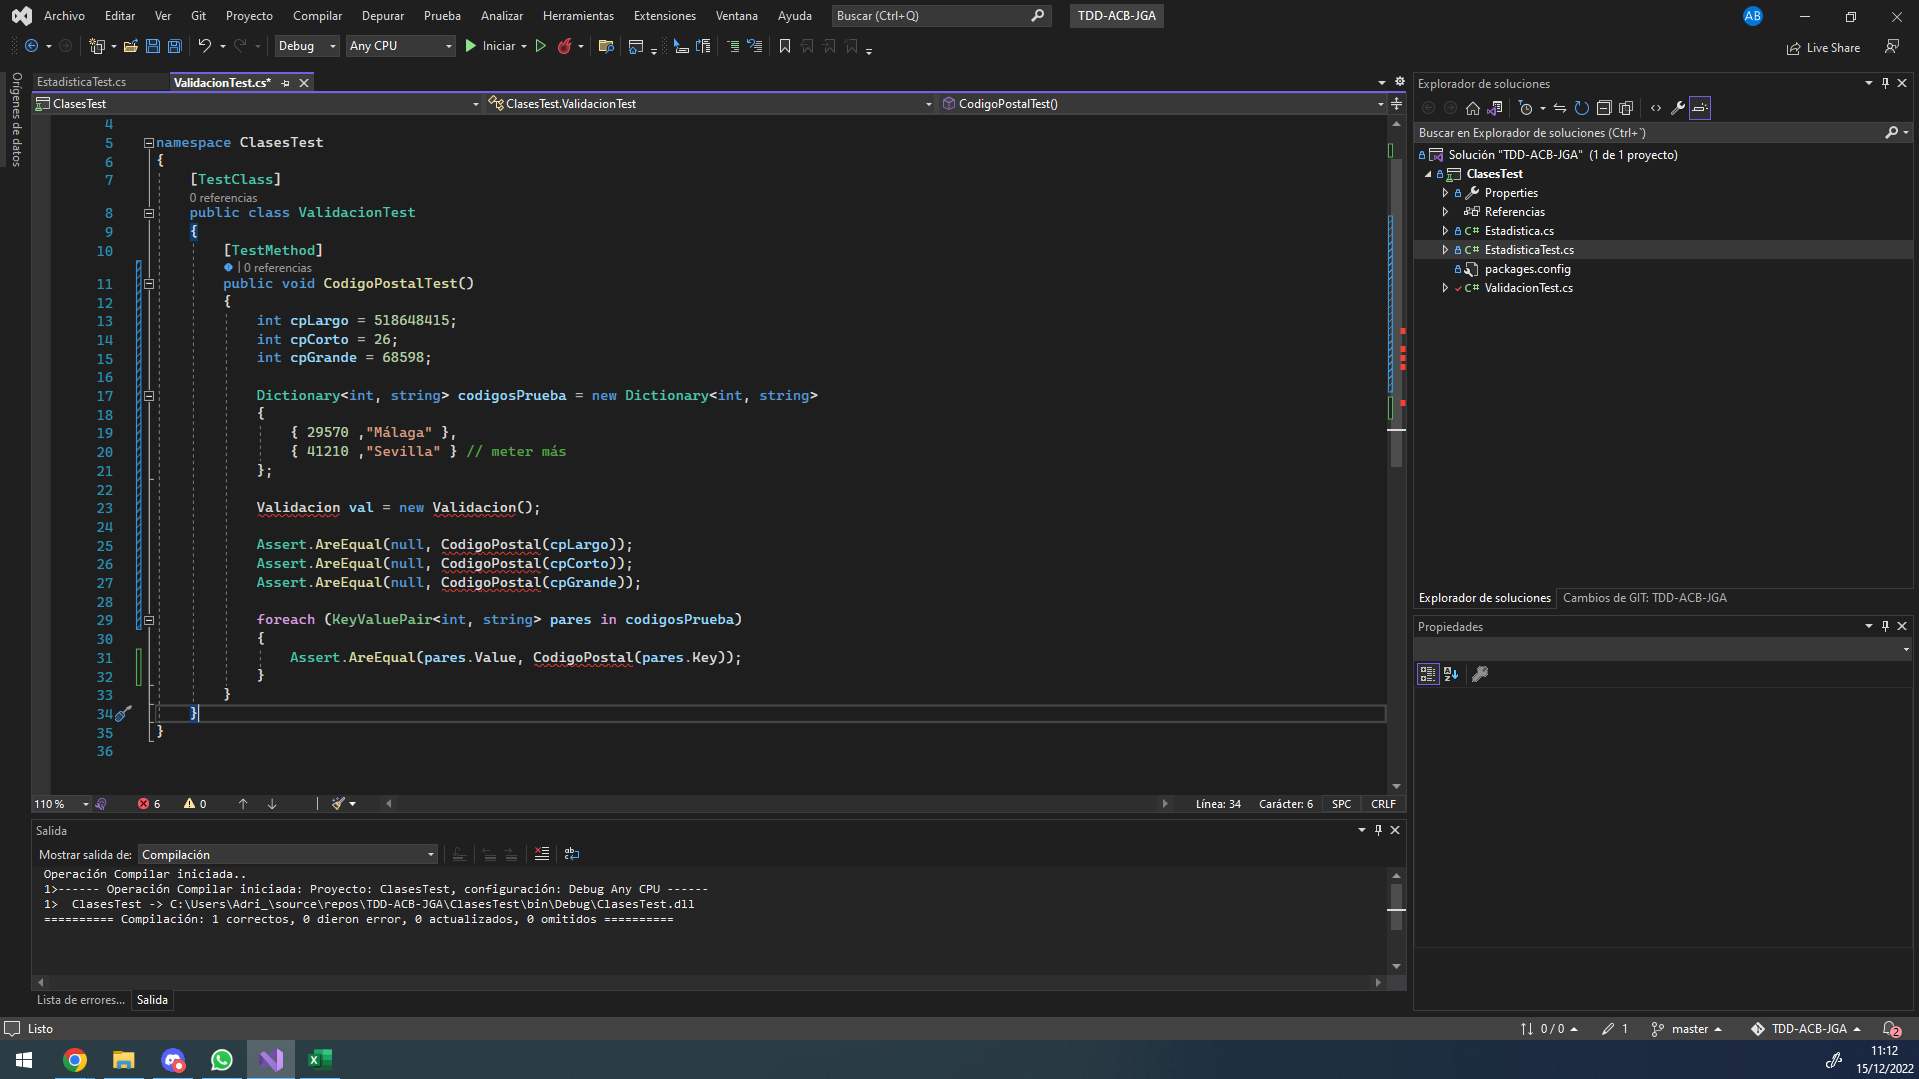 Archivo Editar Ver Git Proyecto Compilar Depurar Prueba Analizar Herramientas Extensiones Ventana Ayuda Buscar (Ctrl+Q) TDD-ACB-JGA AB
Debug Any CPU Iniciar Live Share
Orígenes de datos
EstadisticaTest.cs ValidacionTest.cs*
ClasesTest ClasesTest.ValidacionTest CodigoPostalTest()
4
5 namespace ClasesTest
6 {
7 [TestClass]
0 referencias
8 public class ValidacionTest
9 {
10 [TestMethod]
| 0 referencias
11 public void CodigoPostalTest()
12 {
13 int cpLargo = 518648415;
14 int cpCorto = 26;
15 int cpGrande = 68598;
16
17 Dictionary<int, string> codigosPrueba = new Dictionary<int, string>
18 {
19 { 29570 ,"Málaga" },
20 { 41210 ,"Sevilla" } // meter más
21 };
22
23 Validacion val = new Validacion();
24
25 Assert.AreEqual(null, CodigoPostal(cpLargo));
26 Assert.AreEqual(null, CodigoPostal(cpCorto));
27 Assert.AreEqual(null, CodigoPostal(cpGrande));
28
29 foreach (KeyValuePair<int, string> pares in codigosPrueba)
30 {
31 Assert.AreEqual(pares.Value, CodigoPostal(pares.Key));
32 }
33 }
34 }
35 }
36
110 % 6 0 Línea: 34 Carácter: 6 SPC CRLF
Salida
Mostrar salida de: Compilación
Operación Compilar iniciada..
1>------ Operación Compilar iniciada: Proyecto: ClasesTest, configuración: Debug Any CPU ------
1>  ClasesTest -> C:\Users\Adri_\source\repos\TDD-ACB-JGA\ClasesTest\bin\Debug\ClasesTest.dll
========== Compilación: 1 correctos, 0 dieron error, 0 actualizados, 0 omitidos ==========
Lista de errores... Salida
Explorador de soluciones
Buscar en Explorador de soluciones (Ctrl+`)
Solución "TDD-ACB-JGA" (1 de 1 proyecto)
ClasesTest
Properties
Referencias
C# Estadistica.cs
C# EstadisticaTest.cs
packages.config
C# ValidacionTest.cs
Explorador de soluciones Cambios de GIT: TDD-ACB-JGA
Propiedades
Listo 0 / 0 1 master TDD-ACB-JGA 2
11:12
15/12/2022